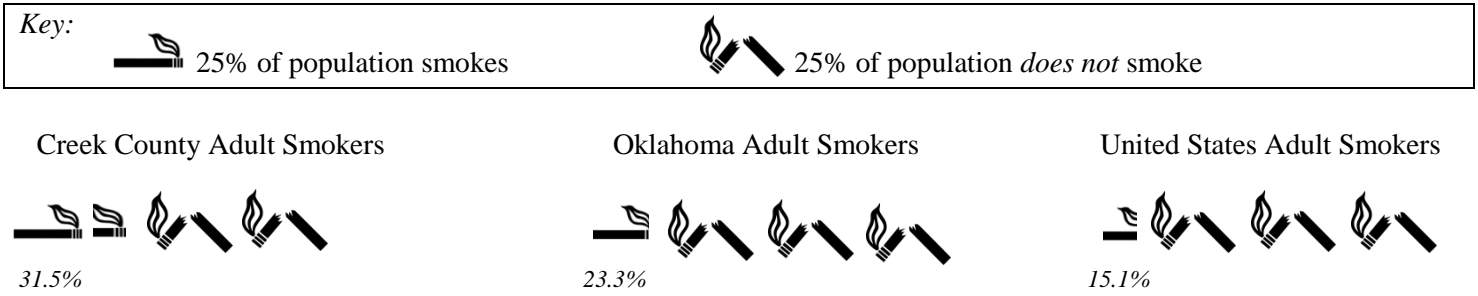 Key:
25% of population smokes
25% of population does not smoke
Creek County Adult Smokers
Oklahoma Adult Smokers
United States Adult Smokers
31.5%
23.3%
15.1%